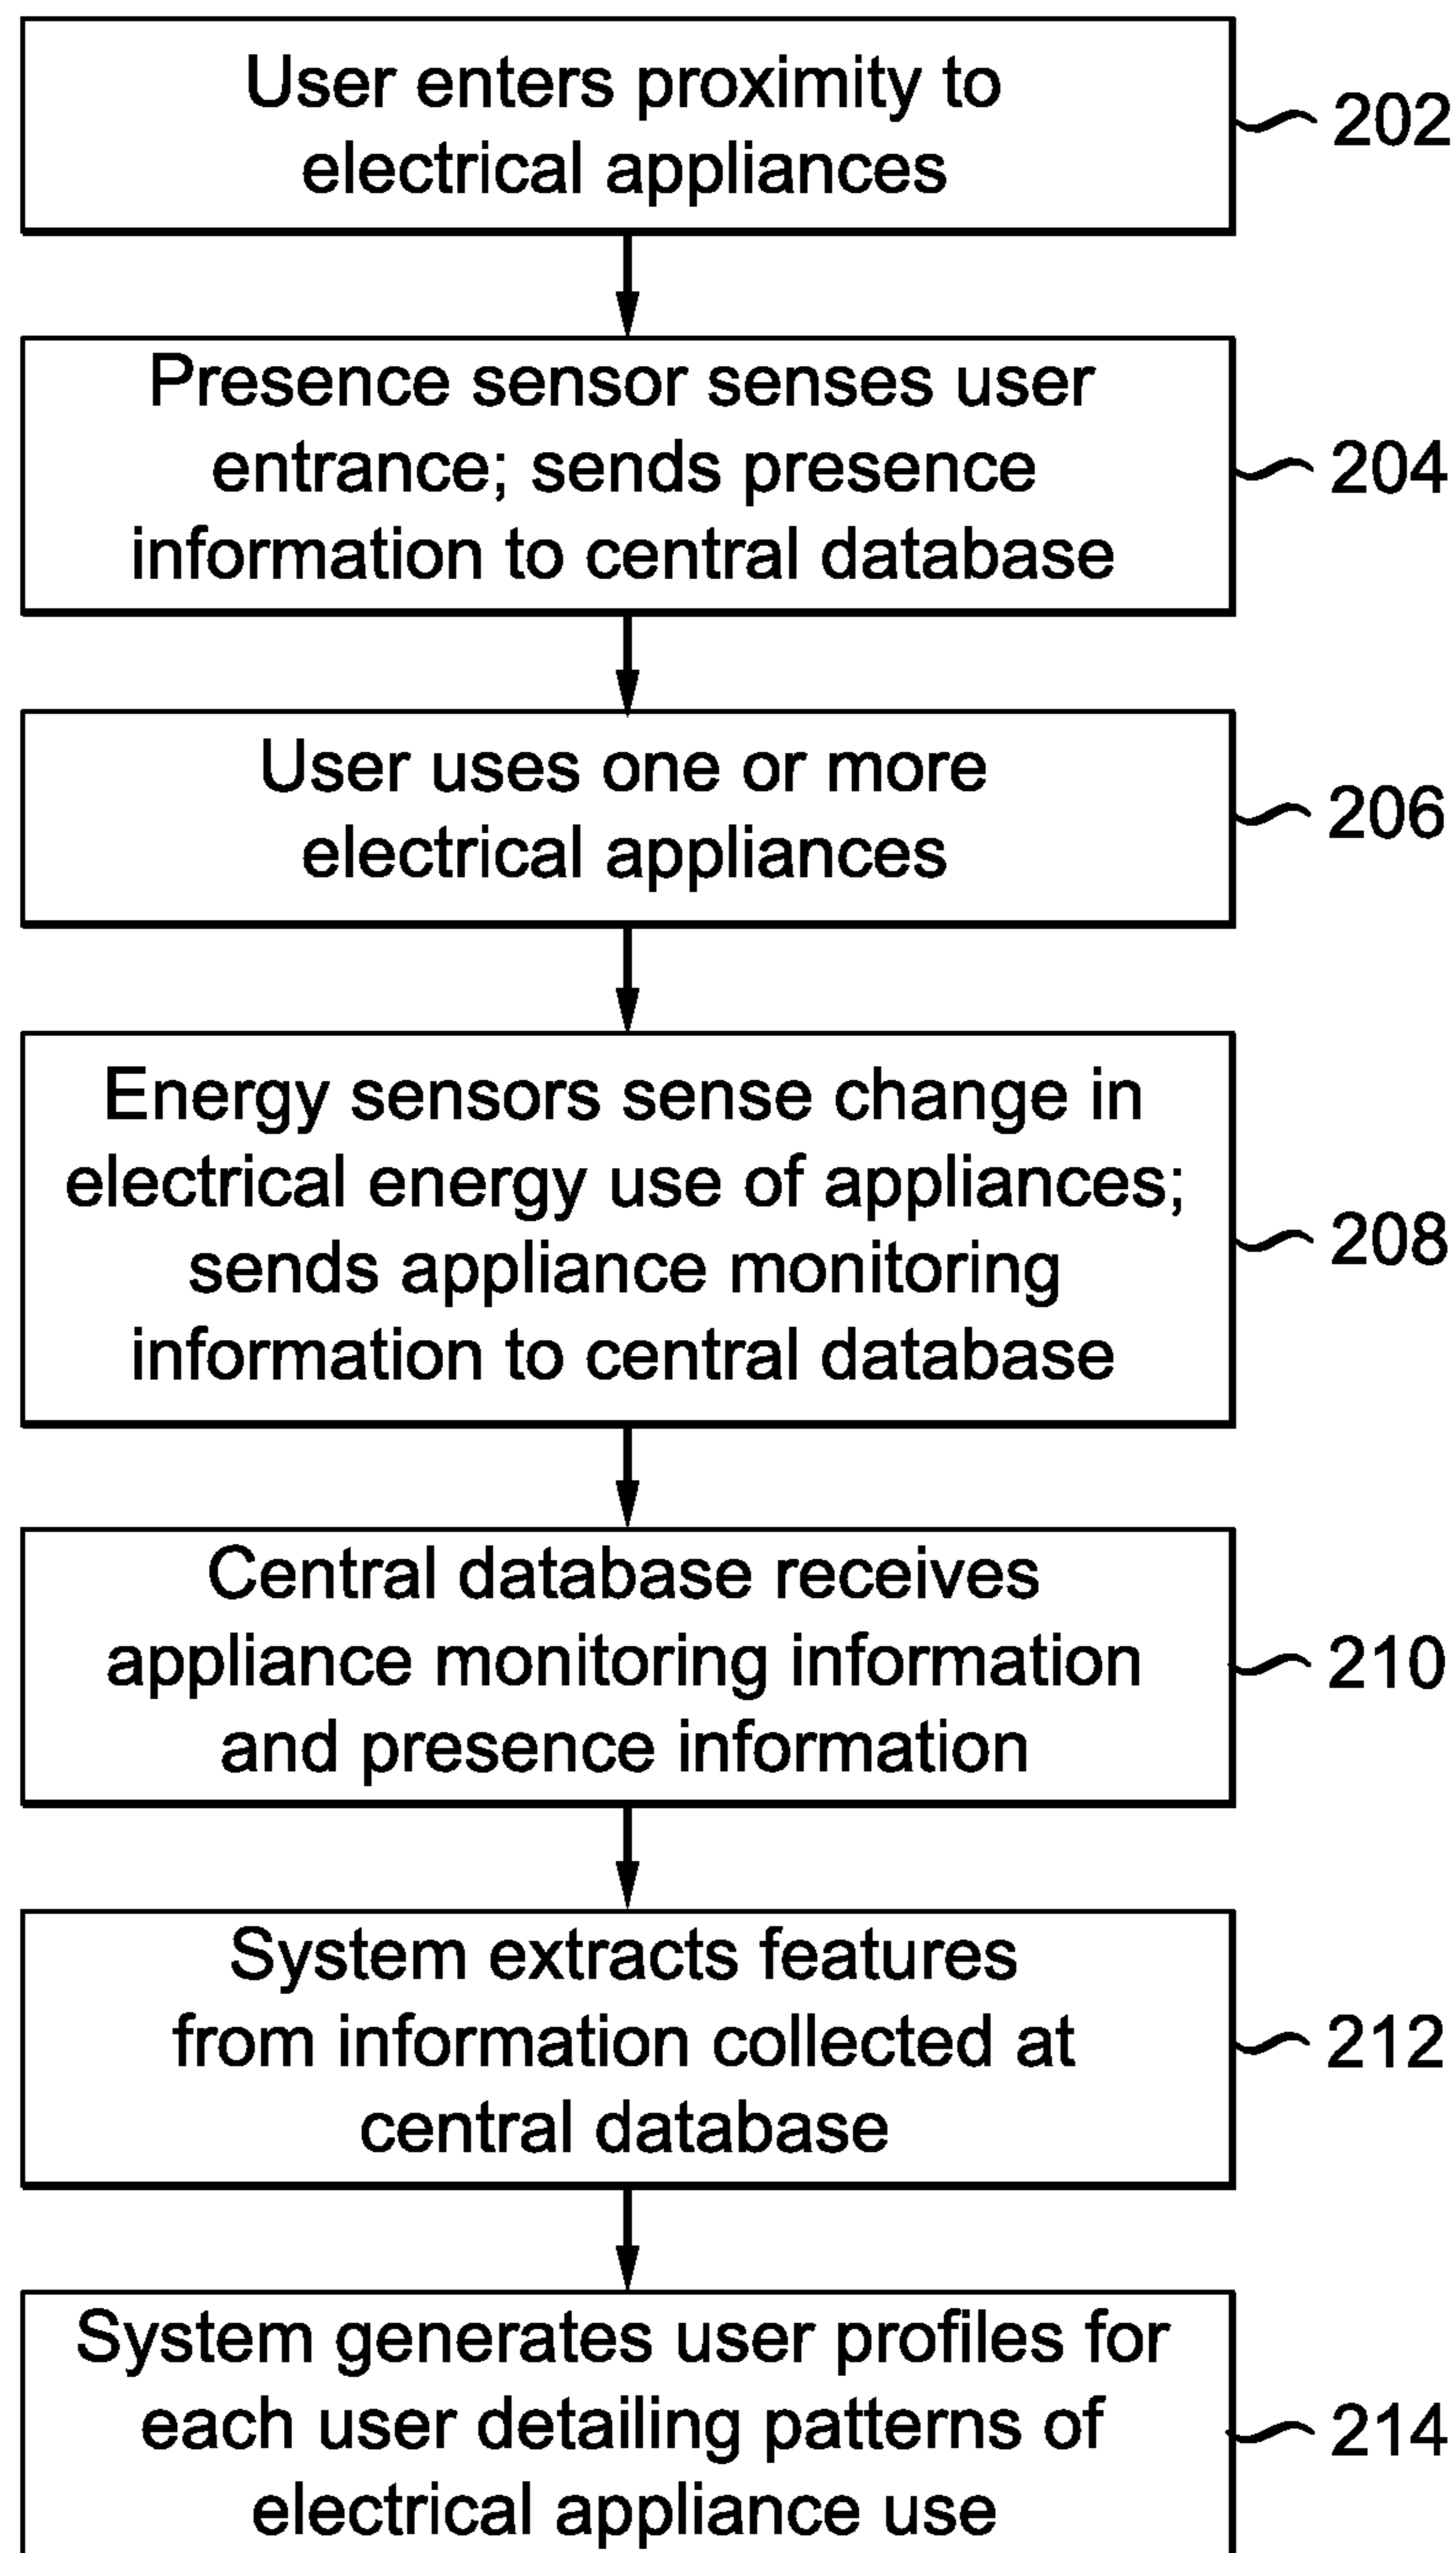 User enters proximity to
electrical appliances
202
Presence sensor senses user
entrance; sends presence
information to central database
204
User uses one or more
electrical appliances
206
Energy sensors sense change in
electrical energy use of appliances;
sends appliance monitoring
information to central database
208
Central database receives
appliance monitoring information
and presence information
210
System extracts features
from information collected at
central database
212
System generates user profiles for
each user detailing patterns of
electrical appliance use
214